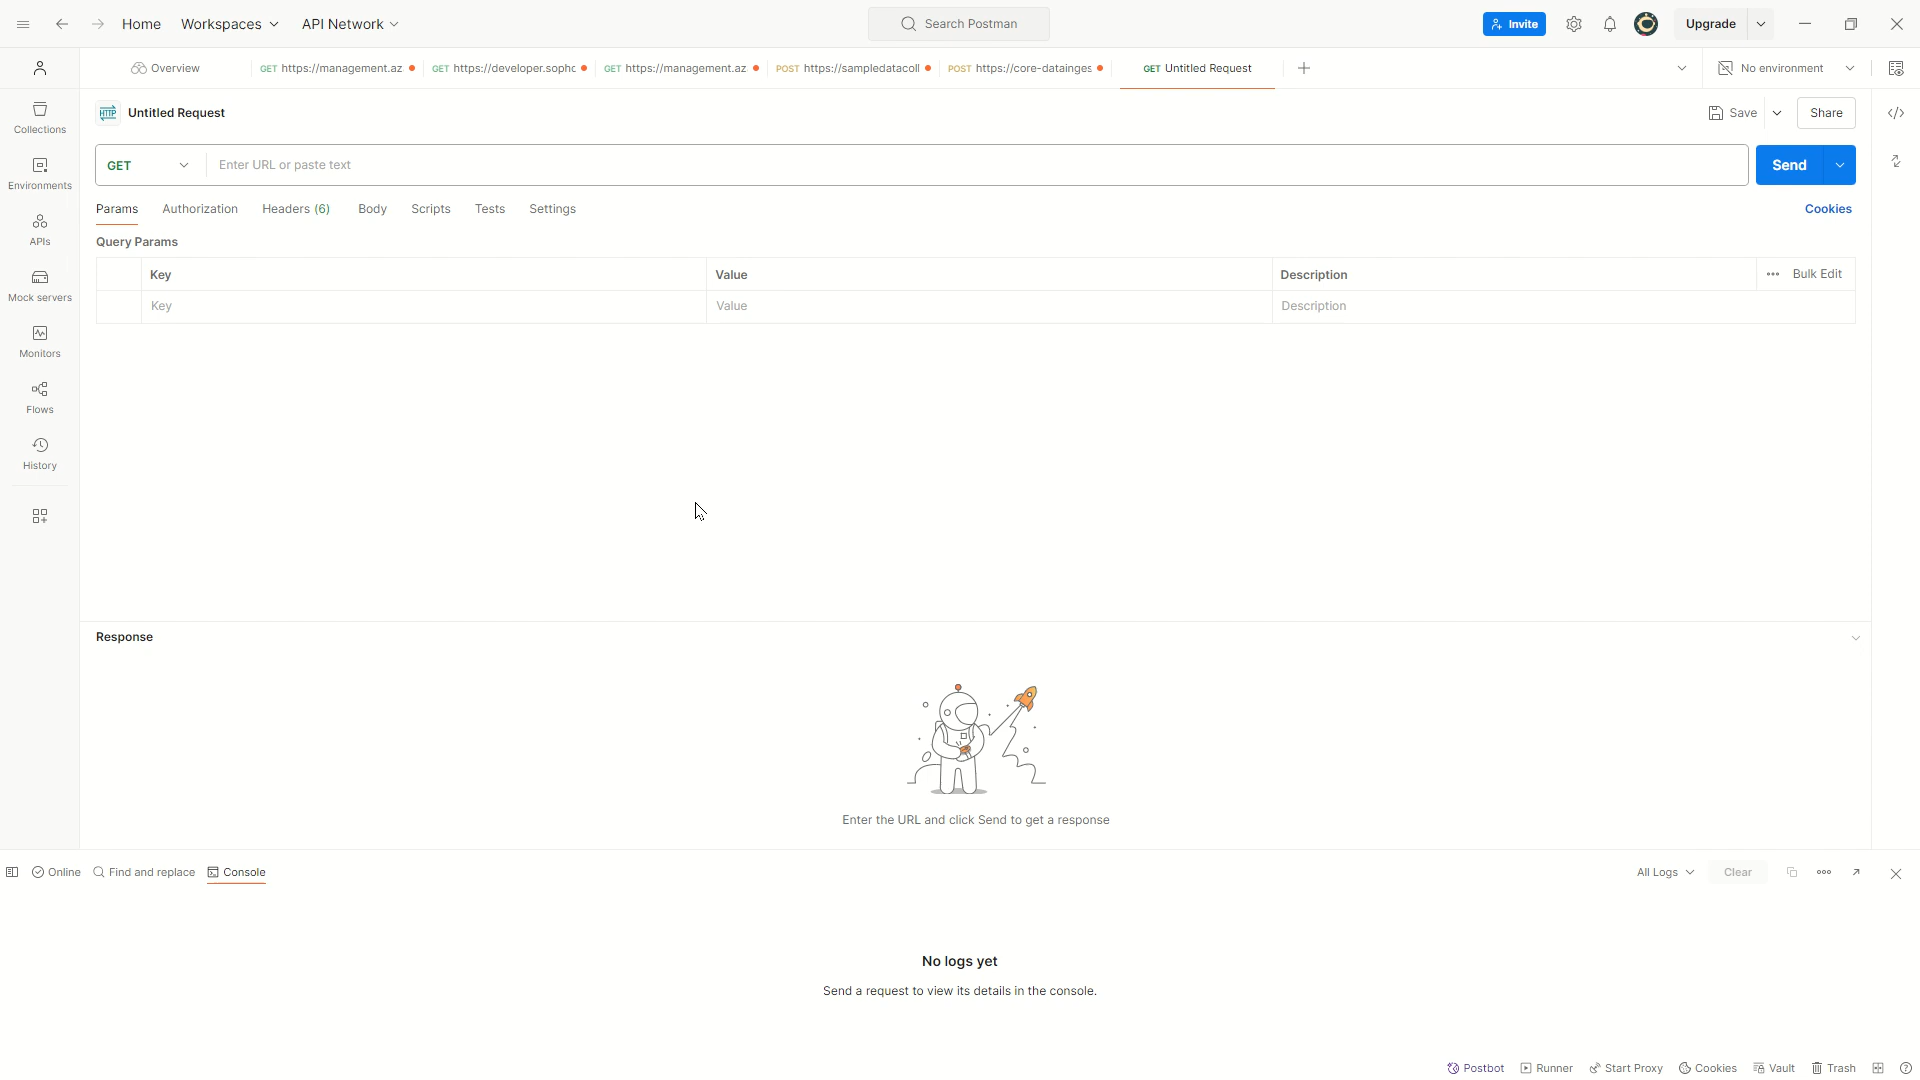 Home Workspaces API Network Search Postman Invite Upgrade
Overview GET https://management.az GET https://developer.sophc GET https://management.az POST https://sampledatacoll POST https://core-datainges GET Untitled Request No environment
HTTP Untitled Request Save Share
GET Enter URL or paste text Send
Params Authorization Headers (6) Body Scripts Tests Settings Cookies
Query Params
Key Value Description Bulk Edit
Key Value Description
Collections
Environments
APIs
Mock servers
Monitors
Flows
History
Response
Enter the URL and click Send to get a response
Online Find and replace Console All Logs Clear
No logs yet
Send a request to view its details in the console.
Postbot Runner Start Proxy Cookies Vault Trash